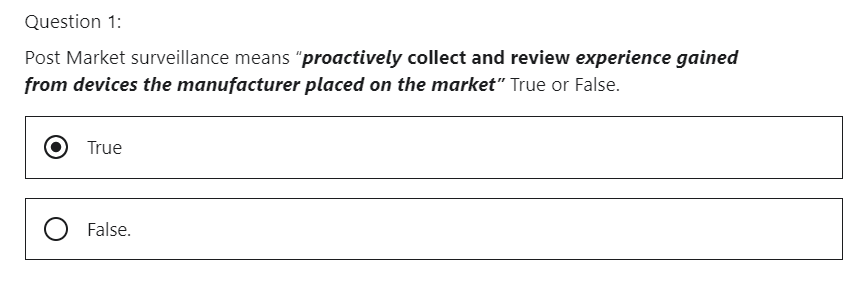 Question 1:
Post Market surveillance means “proactively collect and review experience gained
from devices the manufacturer placed on the market” True or False.
True
False.